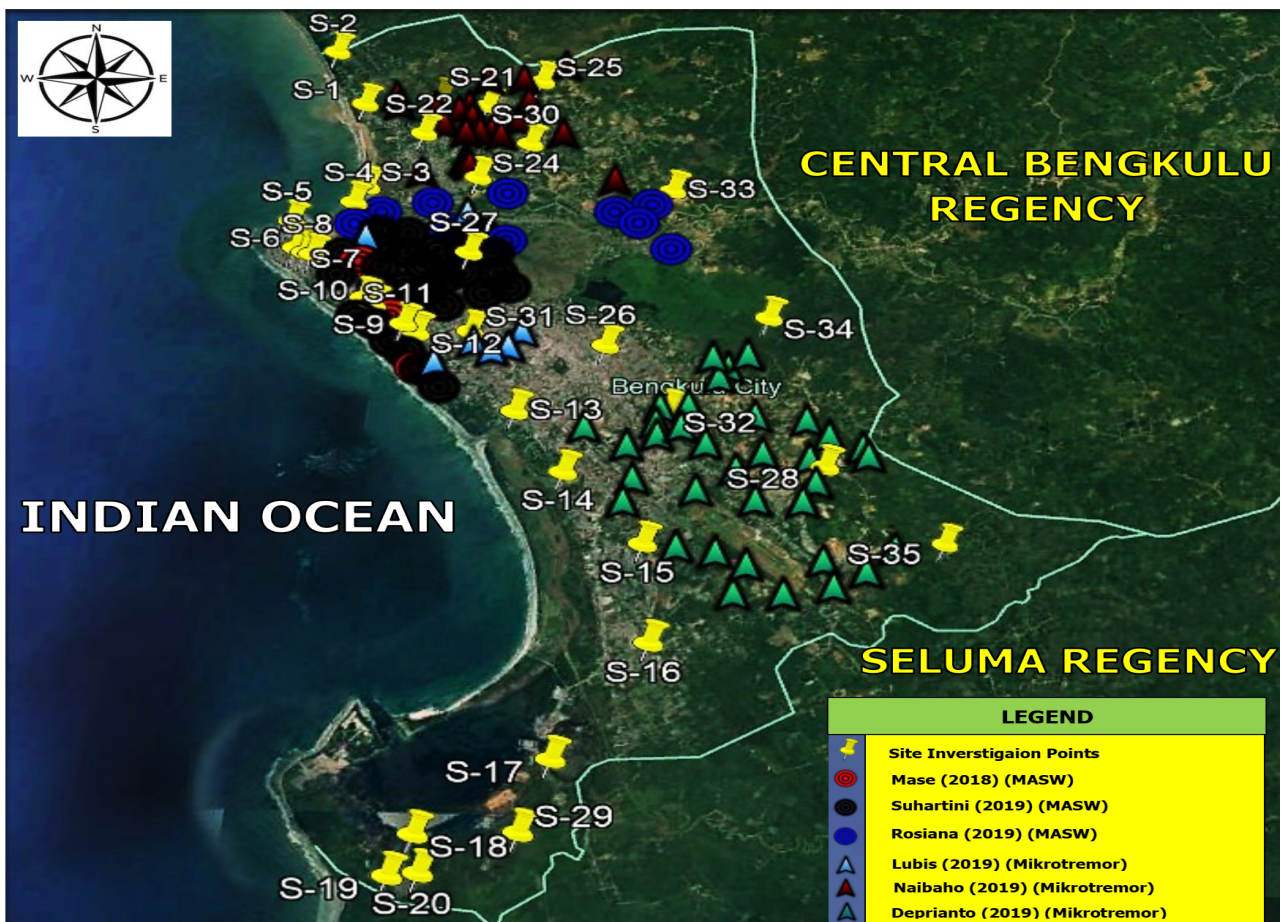 S-2
N
W
E
S
S-25
S-21
S-1
S-22
S-30
S-24
S-4
S-3
S-33
S-5
S-8
S-27
S-6
S-7
S-10
S-11
S-9
S-31
S-26
S-34
S-12
Bengkulu City
S-13
S-32
S-14
S-28
S-15
S-35
S-16
S-17
S-29
S-18
S-19
S-20
CENTRAL BENGKULU
REGENCY
INDIAN OCEAN
SELUMA REGENCY
LEGEND
Site Inverstigaion Points
Mase (2018) (MASW)
Suhartini (2019) (MASW)
Rosiana (2019) (MASW)
Lubis (2019) (Mikrotremor)
Naibaho (2019) (Mikrotremor)
Deprianto (2019) (Mikrotremor)